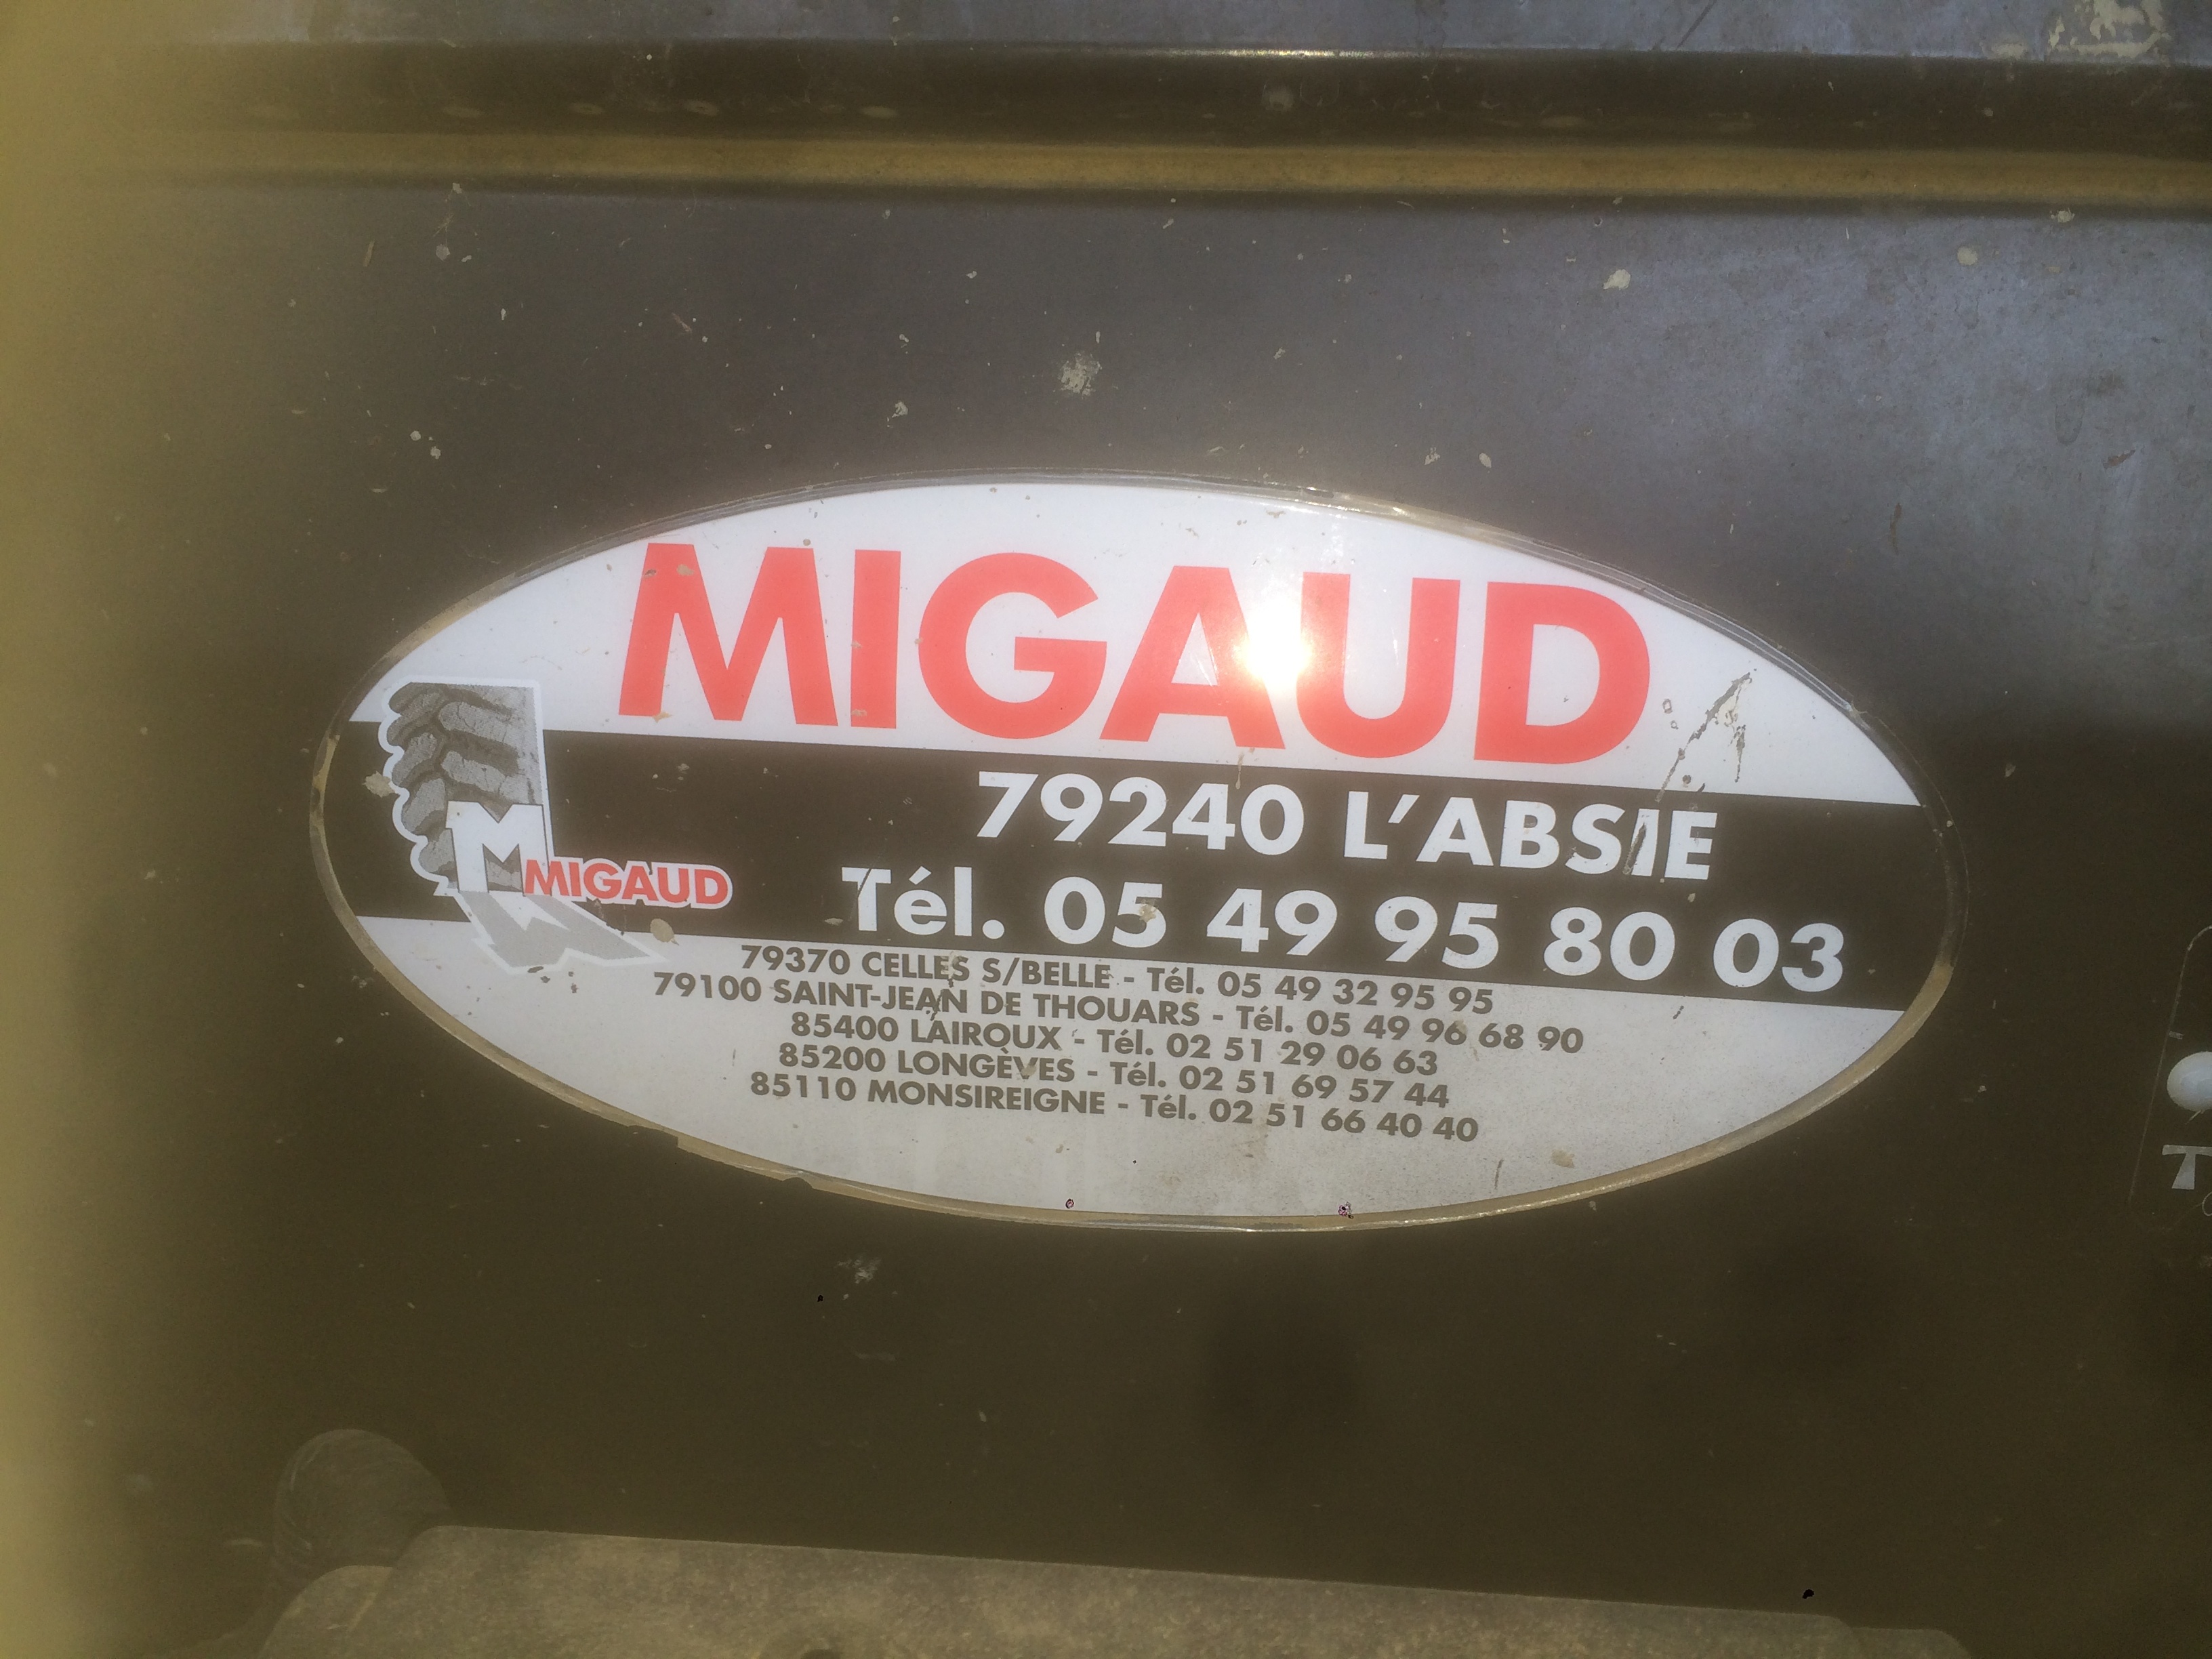 MIGAUD
79240 L'ABSIE
Tél. 05 49 95 80 03
M
MIGAUD
79370 CELLES S/BELLE - Tél. 05 49 32 95 95
79100 SAINT-JEAN DE THOUARS - Tél. 05 49 96 68 90
85400 LAIROUX - Tél. 02 51 29 06 63
85200 LONGÈVES - Tél. 02 51 69 57 44
85110 MONSIREIGNE - Tél. 02 51 66 40 40